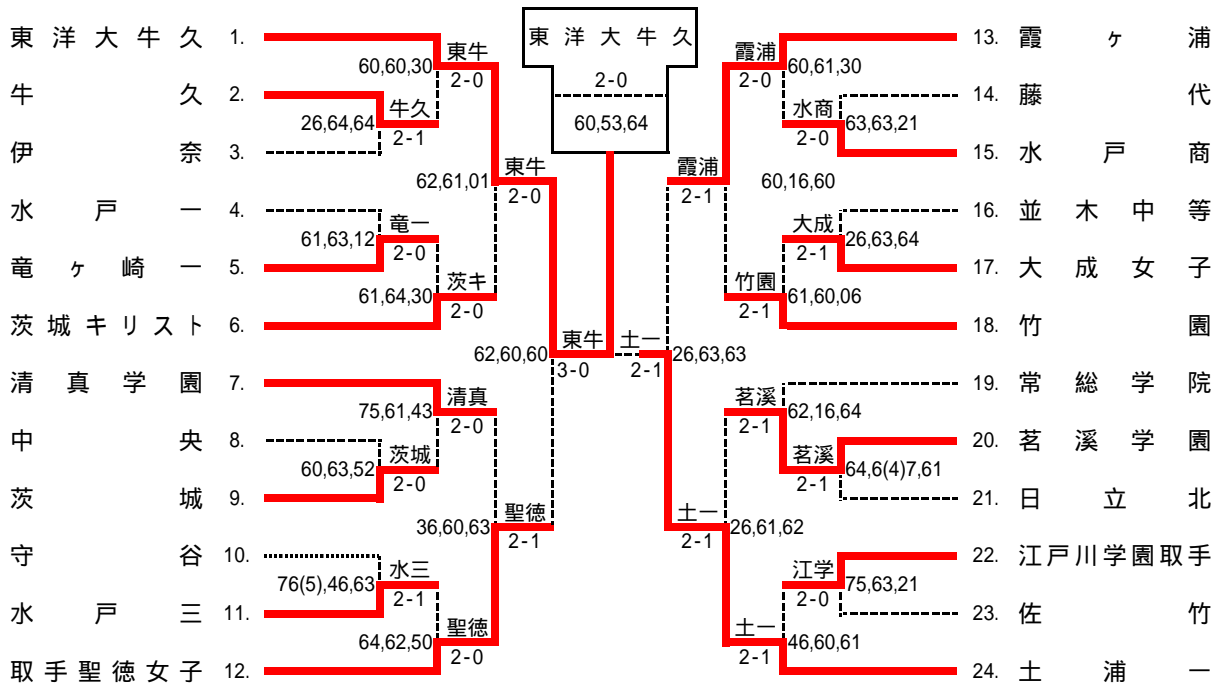 東洋大牛久
2-0
60,53,64
東洋大牛久 1.
牛久 2.
伊奈 3.
水戸一 4.
竜ヶ崎一 5.
茨城キリスト 6.
清真学園 7.
中央 8.
茨城 9.
守谷 10.
水戸三 11.
取手聖徳女子 12.
東牛
60,60,30
2-0
牛久
26,64,64
2-1
東牛
62,61,01
2-0
竜一
61,63,12
2-0
茨キ
61,64,30
2-0
東牛
62,60,60
3-0
清真
75,61,43
2-0
茨城
60,63,52
2-0
聖徳
36,60,63
2-1
水三
76(5),46,63
2-1
聖徳
64,62,50
2-0
霞浦
60,61,30
2-0
水商
63,63,21
2-0
霞浦
60,16,60
2-1
大成
26,63,64
2-1
竹園
61,60,06
2-1
土一
26,63,63
2-1
茗溪
62,16,64
2-1
茗溪
64,6(4)7,61
2-1
土一
26,61,62
2-1
江学
75,63,21
2-0
土一
46,60,61
2-1
13. 霞ヶ浦
14. 藤代
15. 水戸商
16. 並木中等
17. 大成女子
18. 竹園
19. 常総学院
20. 茗溪学園
21. 日立北
22. 江戸川学園取手
23. 佐竹
24. 土浦一